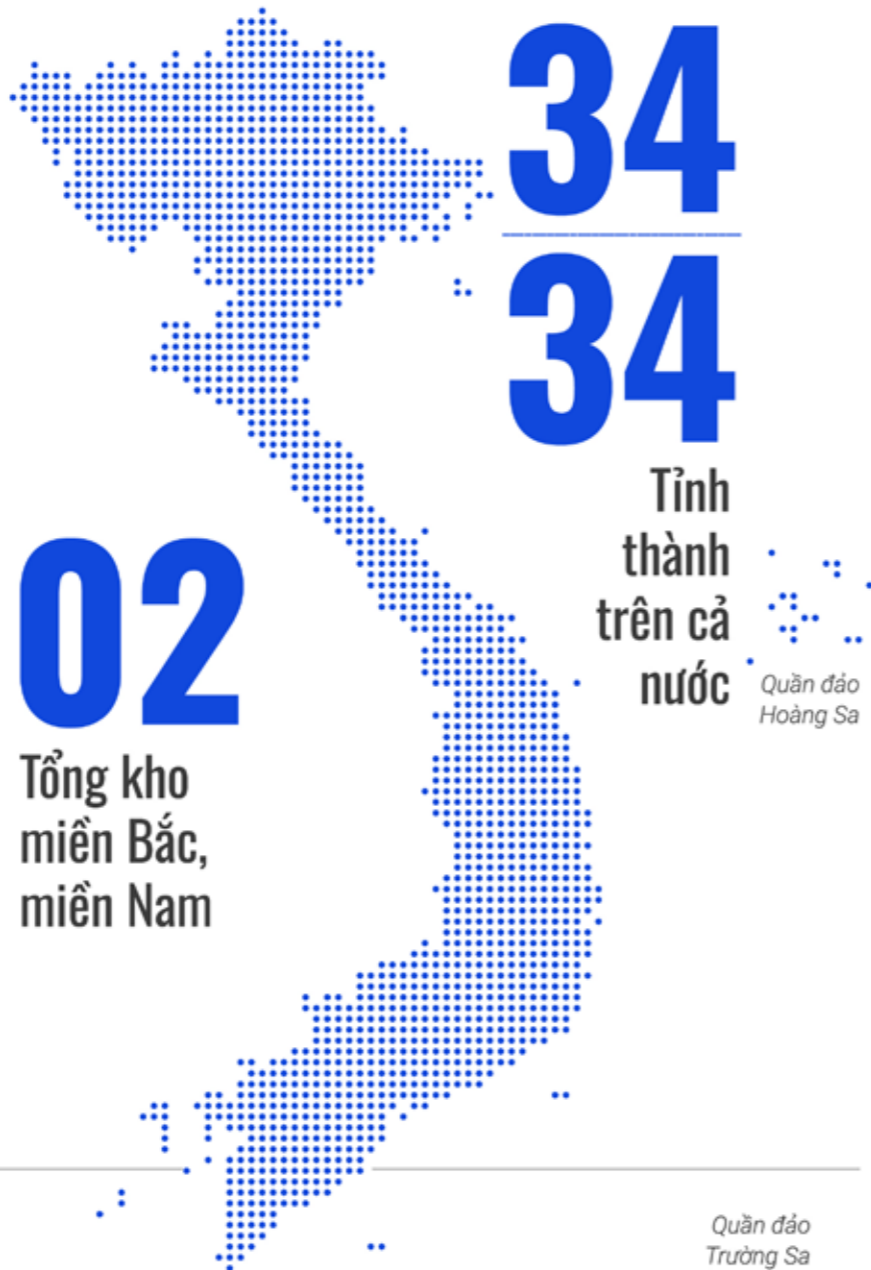 34
34
Tỉnh
thành
trên cả
nước
Quần đảo
Hoàng Sa
02
Tổng kho
miền Bắc,
miền Nam
Quần đảo
Trường Sa